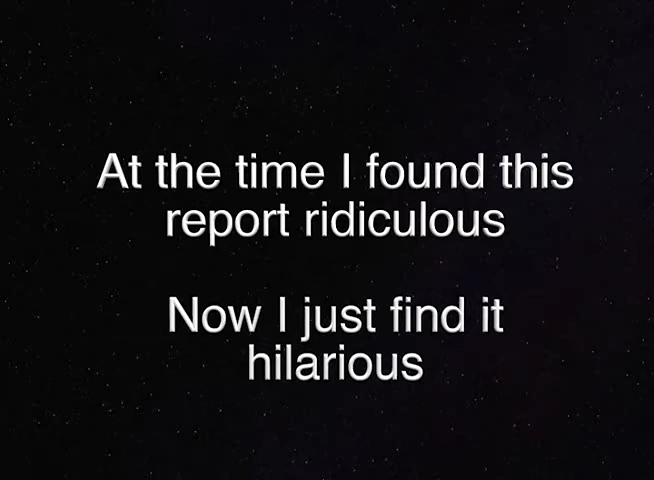 At the time I found this
report ridiculous
Now I just find it
hilarious